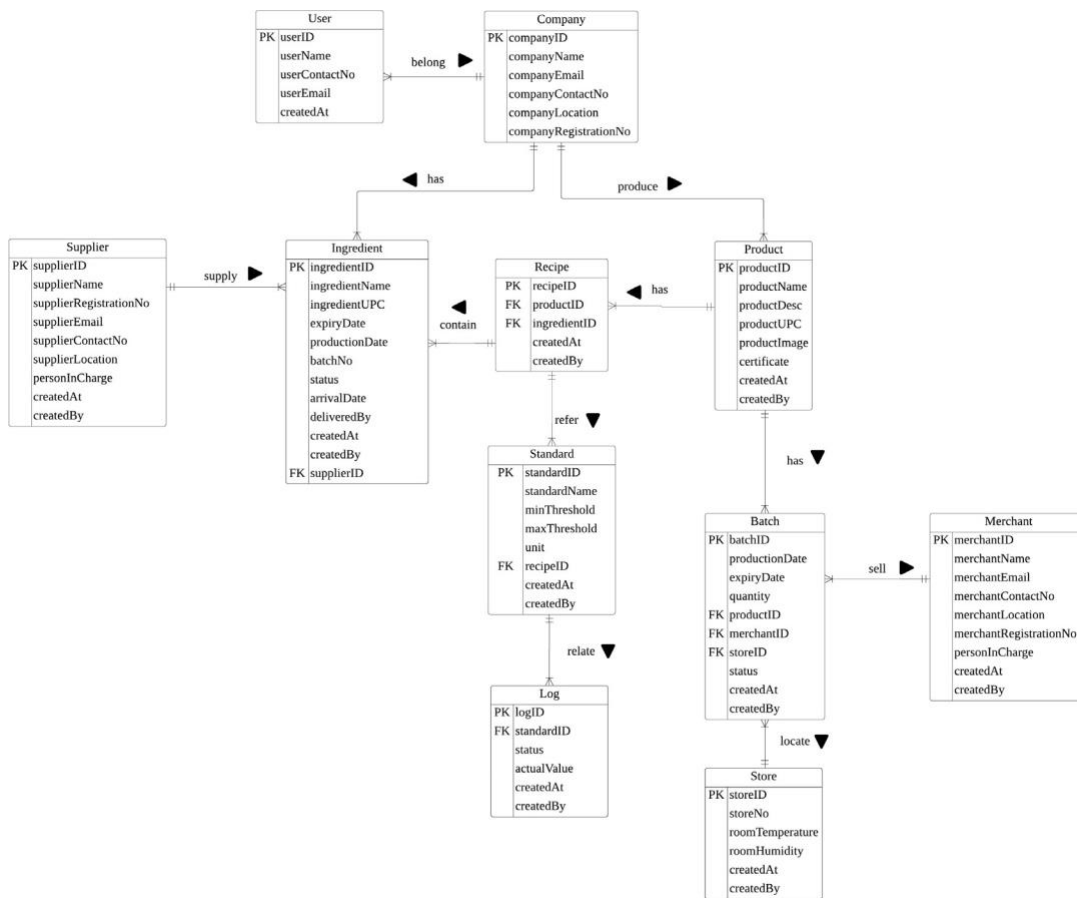 User
PK userID
userName
userContactNo
userEmail
createdAt
belong
Company
PK companyID
companyName
companyEmail
companyContactNo
companyLocation
companyRegistrationNo
has
produce
Supplier
PK supplierID
supplierName
supplierRegistrationNo
supplierEmail
supplierContactNo
supplierLocation
personInCharge
createdAt
createdBy
supply
Ingredient
PK ingredientID
ingredientName
ingredientUPC
expiryDate
productionDate
batchNo
status
arrivalDate
deliveredBy
createdAt
createdBy
FK supplierID
contain
Recipe
PK recipeID
FK productID
FK ingredientID
createdAt
createdBy
has
Product
PK productID
productName
productDesc
productUPC
productImage
certificate
createdAt
createdBy
refer
Standard
PK standardID
standardName
minThreshold
maxThreshold
unit
FK recipeID
createdAt
createdBy
relate
Log
PK logID
FK standardID
status
actualValue
createdAt
createdBy
has
Batch
PK batchID
productionDate
expiryDate
quantity
FK productID
FK merchantID
FK storeID
status
createdAt
createdBy
sell
Merchant
PK merchantID
merchantName
merchantEmail
merchantContactNo
merchantLocation
merchantRegistrationNo
personInCharge
createdAt
createdBy
locate
Store
PK storeID
storeNo
roomTemperature
roomHumidity
createdAt
createdBy